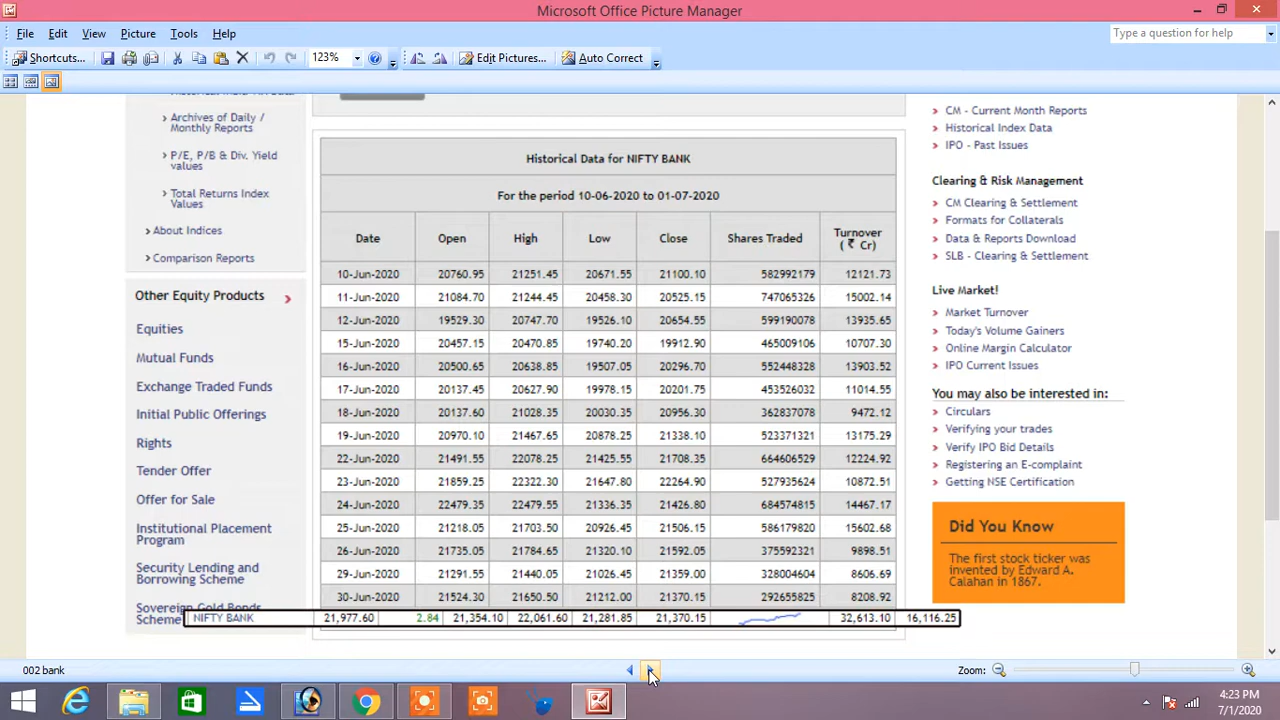 Microsoft Office Picture Manager
File Edit View Picture Tools Help
Type a question for help
Shortcuts... 123% Edit Pictures... Auto Correct
Archives of Daily /
Monthly Reports
P/E, P/B & Div. Yield
values
Total Returns Index
Values
About Indices
Comparison Reports
Other Equity Products
Equities
Mutual Funds
Exchange Traded Funds
Initial Public Offerings
Rights
Tender Offer
Offer for Sale
Institutional Placement
Program
Security Lending and
Borrowing Scheme
Sovereign Gold Bonds
Scheme
Historical Data for NIFTY BANK
For the period 10-06-2020 to 01-07-2020
Date Open High Low Close Shares Traded Turnover (₹ Cr)
10-Jun-2020 20760.95 21251.45 20671.55 21100.10 582992179 12121.73
11-Jun-2020 21084.70 21244.45 20458.30 20525.15 747065326 15002.14
12-Jun-2020 19529.30 20747.70 19526.10 20654.55 599190078 13935.65
15-Jun-2020 20457.15 20470.85 19740.20 19912.90 465009106 10707.30
16-Jun-2020 20500.65 20638.85 19507.05 20296.70 552448328 13903.52
17-Jun-2020 20137.45 20627.90 19978.15 20201.75 453526032 11014.55
18-Jun-2020 20137.60 21028.35 20030.35 20956.30 362837078 9472.12
19-Jun-2020 20970.10 21467.65 20878.25 21338.10 523371321 13175.29
22-Jun-2020 21491.55 22078.25 21425.55 21708.35 664606529 12224.92
23-Jun-2020 21859.25 22322.30 21647.80 22264.90 527935624 10872.51
24-Jun-2020 22479.35 22479.55 21336.35 21426.80 684574815 14467.17
25-Jun-2020 21218.05 21703.50 20926.45 21506.15 586179820 15602.68
26-Jun-2020 21735.05 21784.65 21320.10 21592.05 375592321 9898.51
29-Jun-2020 21291.55 21440.05 21026.45 21359.00 328004604 8606.69
30-Jun-2020 21524.30 21650.50 21212.00 21370.15 292655825 8208.92
NIFTY BANK 21,977.60 2.84 21,354.10 22,061.60 21,281.85 21,370.15 32,613.10 16,116.25
CM - Current Month Reports
Historical Index Data
IPO - Past Issues
Clearing & Risk Management
CM Clearing & Settlement
Formats for Collaterals
Data & Reports Download
SLB - Clearing & Settlement
Live Market!
Market Turnover
Today's Volume Gainers
Online Margin Calculator
IPO Current Issues
You may also be interested in:
Circulars
Verifying your trades
Verify IPO Bid Details
Registering an E-complaint
Getting NSE Certification
Did You Know
The first stock ticker was
invented by Edward A.
Calahan in 1867.
002 bank
Zoom:
4:23 PM
7/1/2020